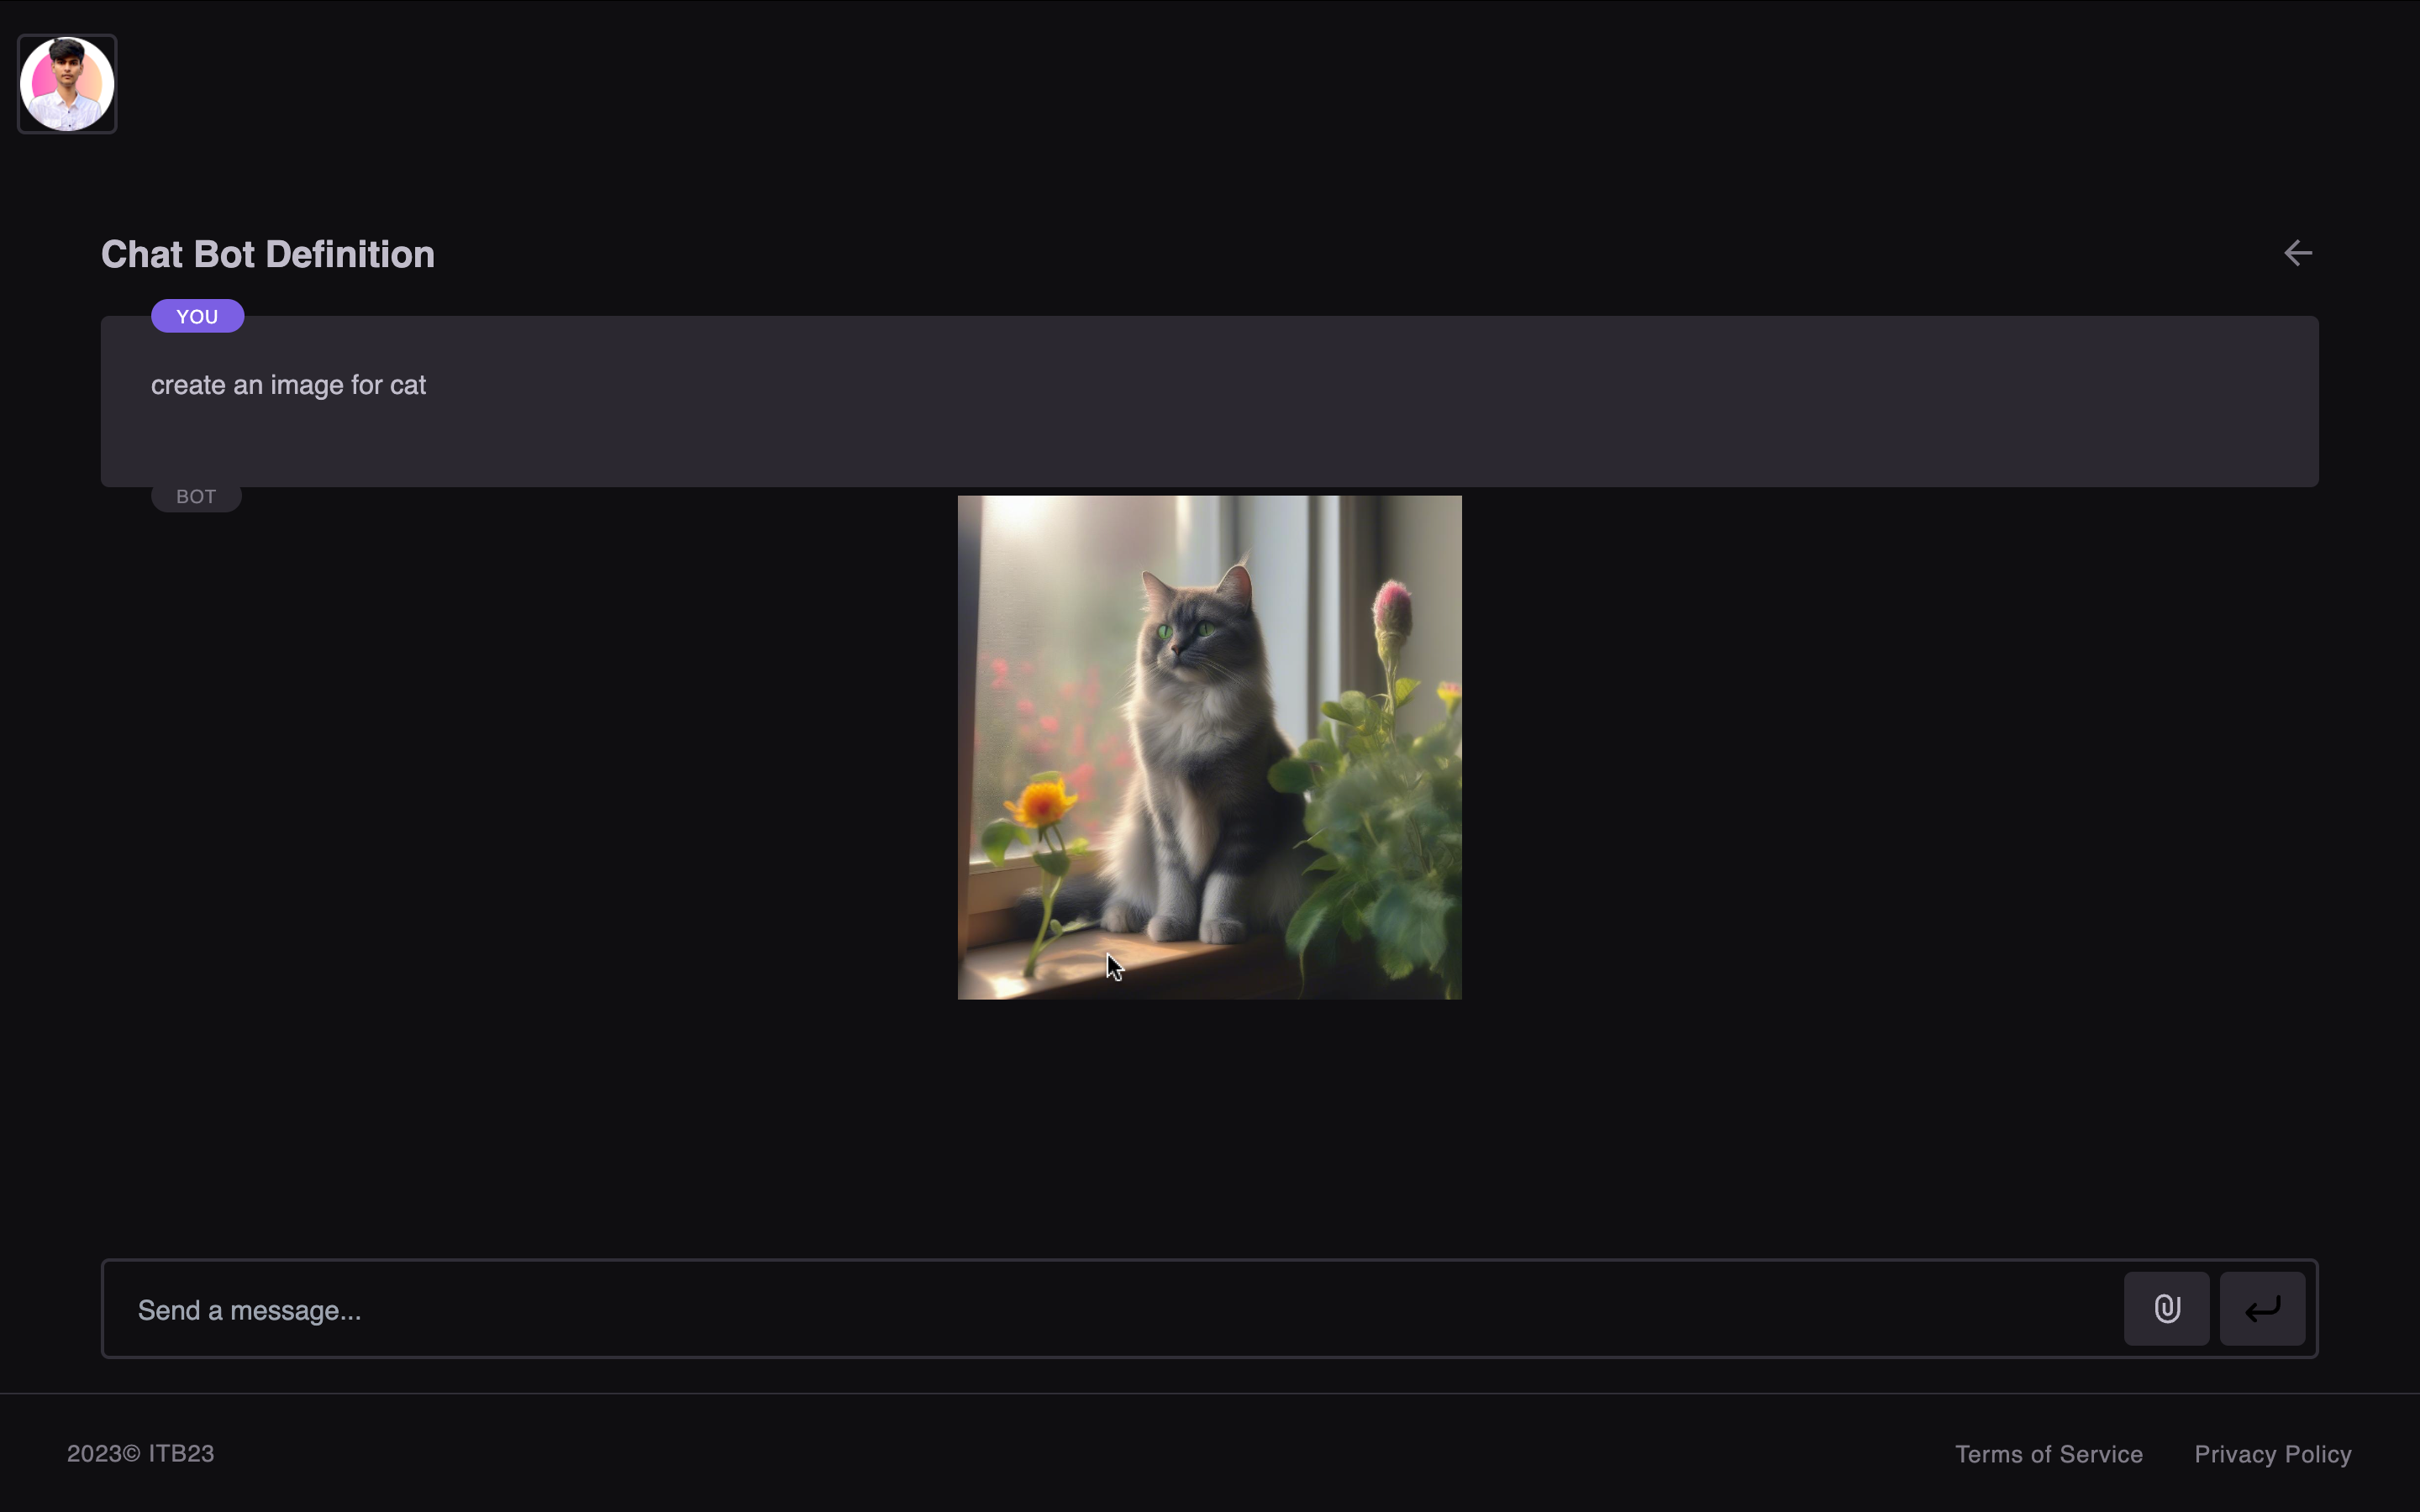 Chat Bot Definition
YOU
create an image for cat
BOT
Send a message...
2023© ITB23
Terms of Service
Privacy Policy